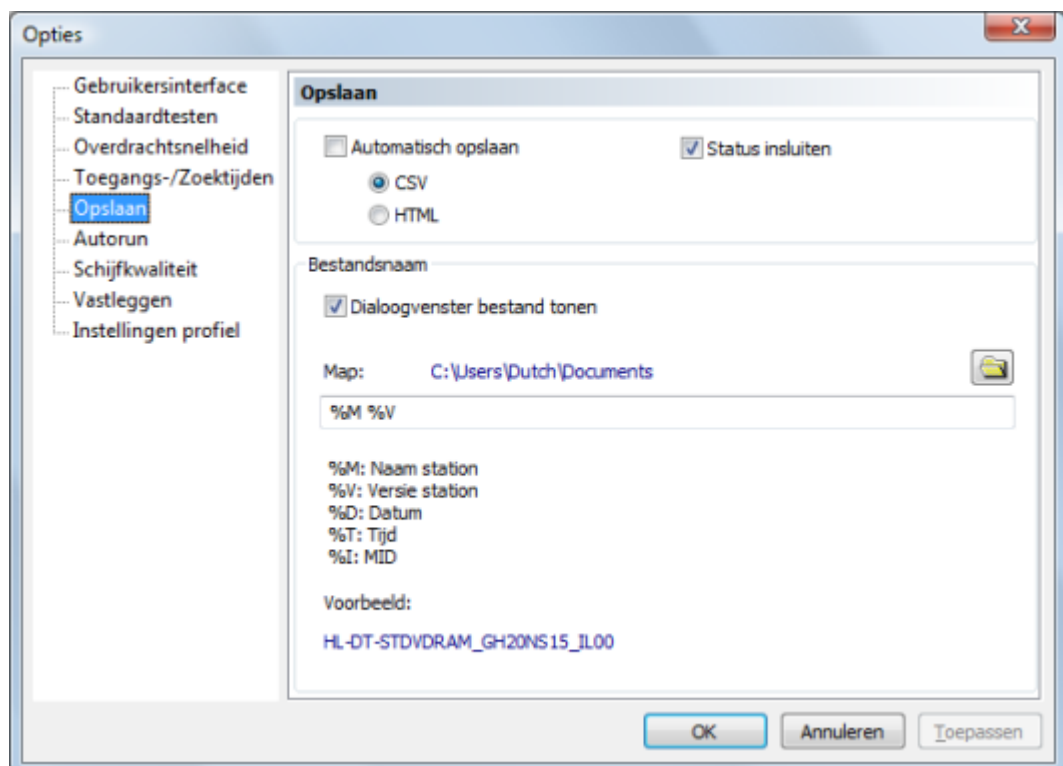 Opties
Gebruikersinterface
Standaardtesten
Overdrachtsnelheid
Toegangs-/Zoektijden
Opslaan
Autorun
Schijfkwaliteit
Vastleggen
Instellingen profiel
Opslaan
Automatisch opslaan
Status insluiten
CSV
HTML
Bestandsnaam
Dialoogvenster bestand tonen
Map: C:\Users\Dutch\Documents
%M %V
%M: Naam station
%V: Versie station
%D: Datum
%T: Tijd
%I: MID
Voorbeeld:
HL-DT-STDVDRAM_GH20NS15_IL00
OK
Annuleren
Toepassen